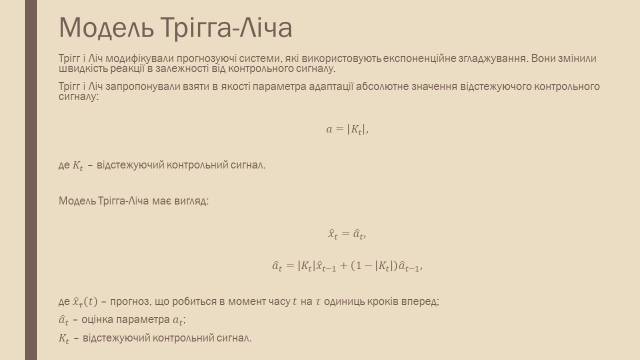 Модель Трігга-Ліча
Трігг і Ліч модифікували прогнозуючі системи, які використовують експоненційне згладжування. Вони змінили
швидкість реакції в залежності від контрольного сигналу.
Трігг і Ліч запропонували взяти в якості параметра адаптації абсолютне значення відстежуючого контрольного
сигналу:
a = |K_t|,
де K_t – відстежуючий контрольний сигнал.
Модель Трігга-Ліча має вигляд:
x̂_t = â_t,
â_t = |K_t|x̂_{t−1} + (1 − |K_t|)â_{t−1},
де x̂_τ(t) – прогноз, що робиться в момент часу t на τ одиниць кроків вперед;
â_t – оцінка параметра a_t;
K_t – відстежуючий контрольний сигнал.